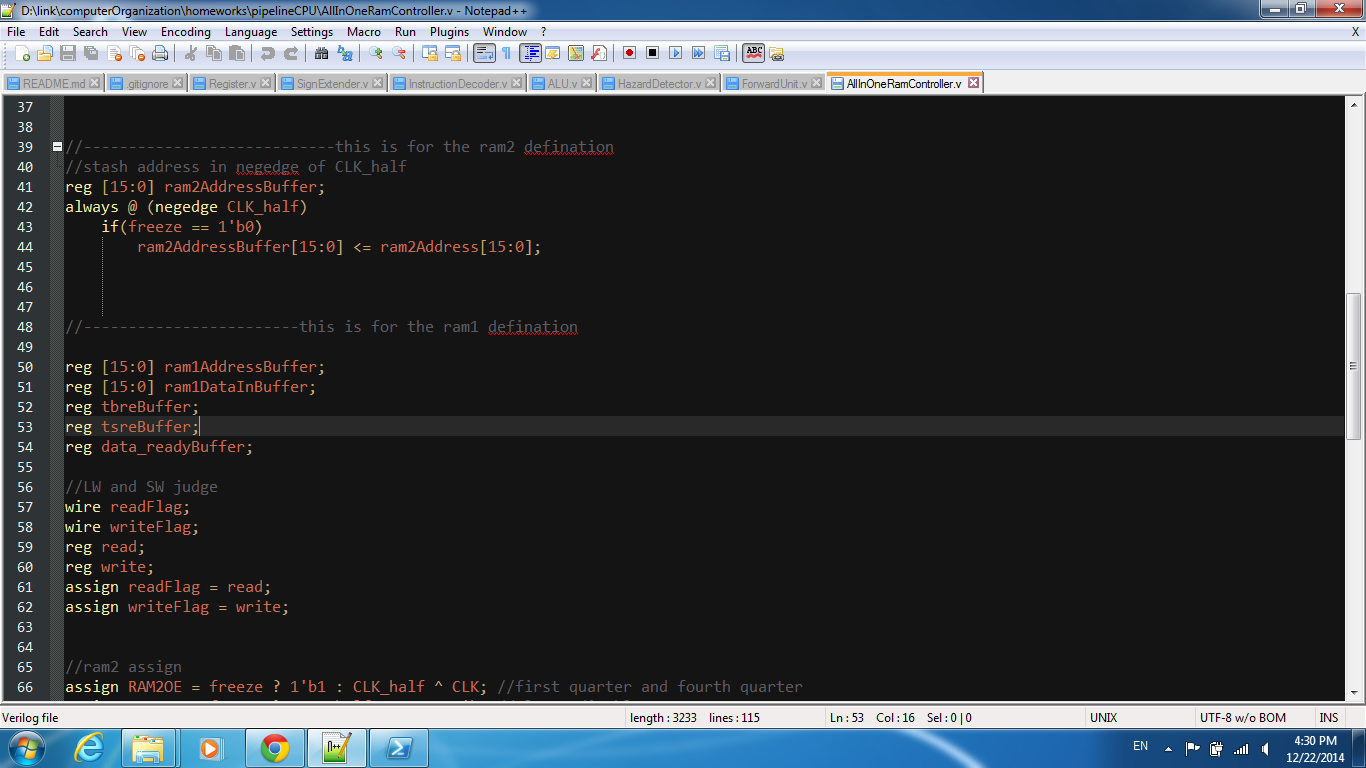 D:\link\computerOrganization\homeworks\pipelineCPU\AllInOneRamController.v - Notepad++
File Edit Search View Encoding Language Settings Macro Run Plugins Window ? X
README.md .gitignore Register.v SignExtender.v InstructionDecoder.v ALU.v HazardDetector.v ForwardUnit.v AllInOneRamController.v
37
38
39 //----------------------------this is for the ram2 defination
40 //stash address in negedge of CLK_half
41 reg [15:0] ram2AddressBuffer;
42 always @ (negedge CLK_half)
43 if(freeze == 1'b0)
44 ram2AddressBuffer[15:0] <= ram2Address[15:0];
45
46
47
48 //------------------------this is for the ram1 defination
49
50 reg [15:0] ram1AddressBuffer;
51 reg [15:0] ram1DataInBuffer;
52 reg tbreBuffer;
53 reg tsreBuffer;
54 reg data_readyBuffer;
55
56 //LW and SW judge
57 wire readFlag;
58 wire writeFlag;
59 reg read;
60 reg write;
61 assign readFlag = read;
62 assign writeFlag = write;
63
64
65 //ram2 assign
66 assign RAM2OE = freeze ? 1'b1 : CLK_half ^ CLK; //first quarter and fourth quarter
Verilog file length : 3233 lines : 115 Ln : 53 Col : 16 Sel : 0 | 0 UNIX UTF-8 w/o BOM INS
EN 4:30 PM
12/22/2014